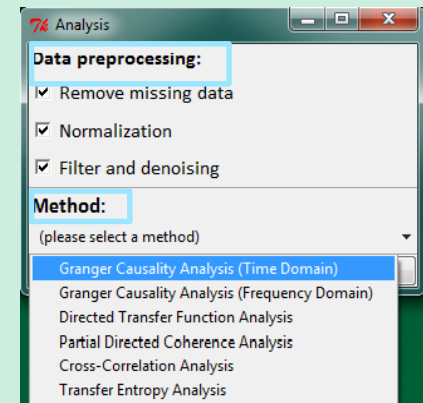 Analysis
Data preprocessing:
Remove missing data
Normalization
Filter and denoising
Method:
(please select a method)
Granger Causality Analysis (Time Domain)
Granger Causality Analysis (Frequency Domain)
Directed Transfer Function Analysis
Partial Directed Coherence Analysis
Cross-Correlation Analysis
Transfer Entropy Analysis